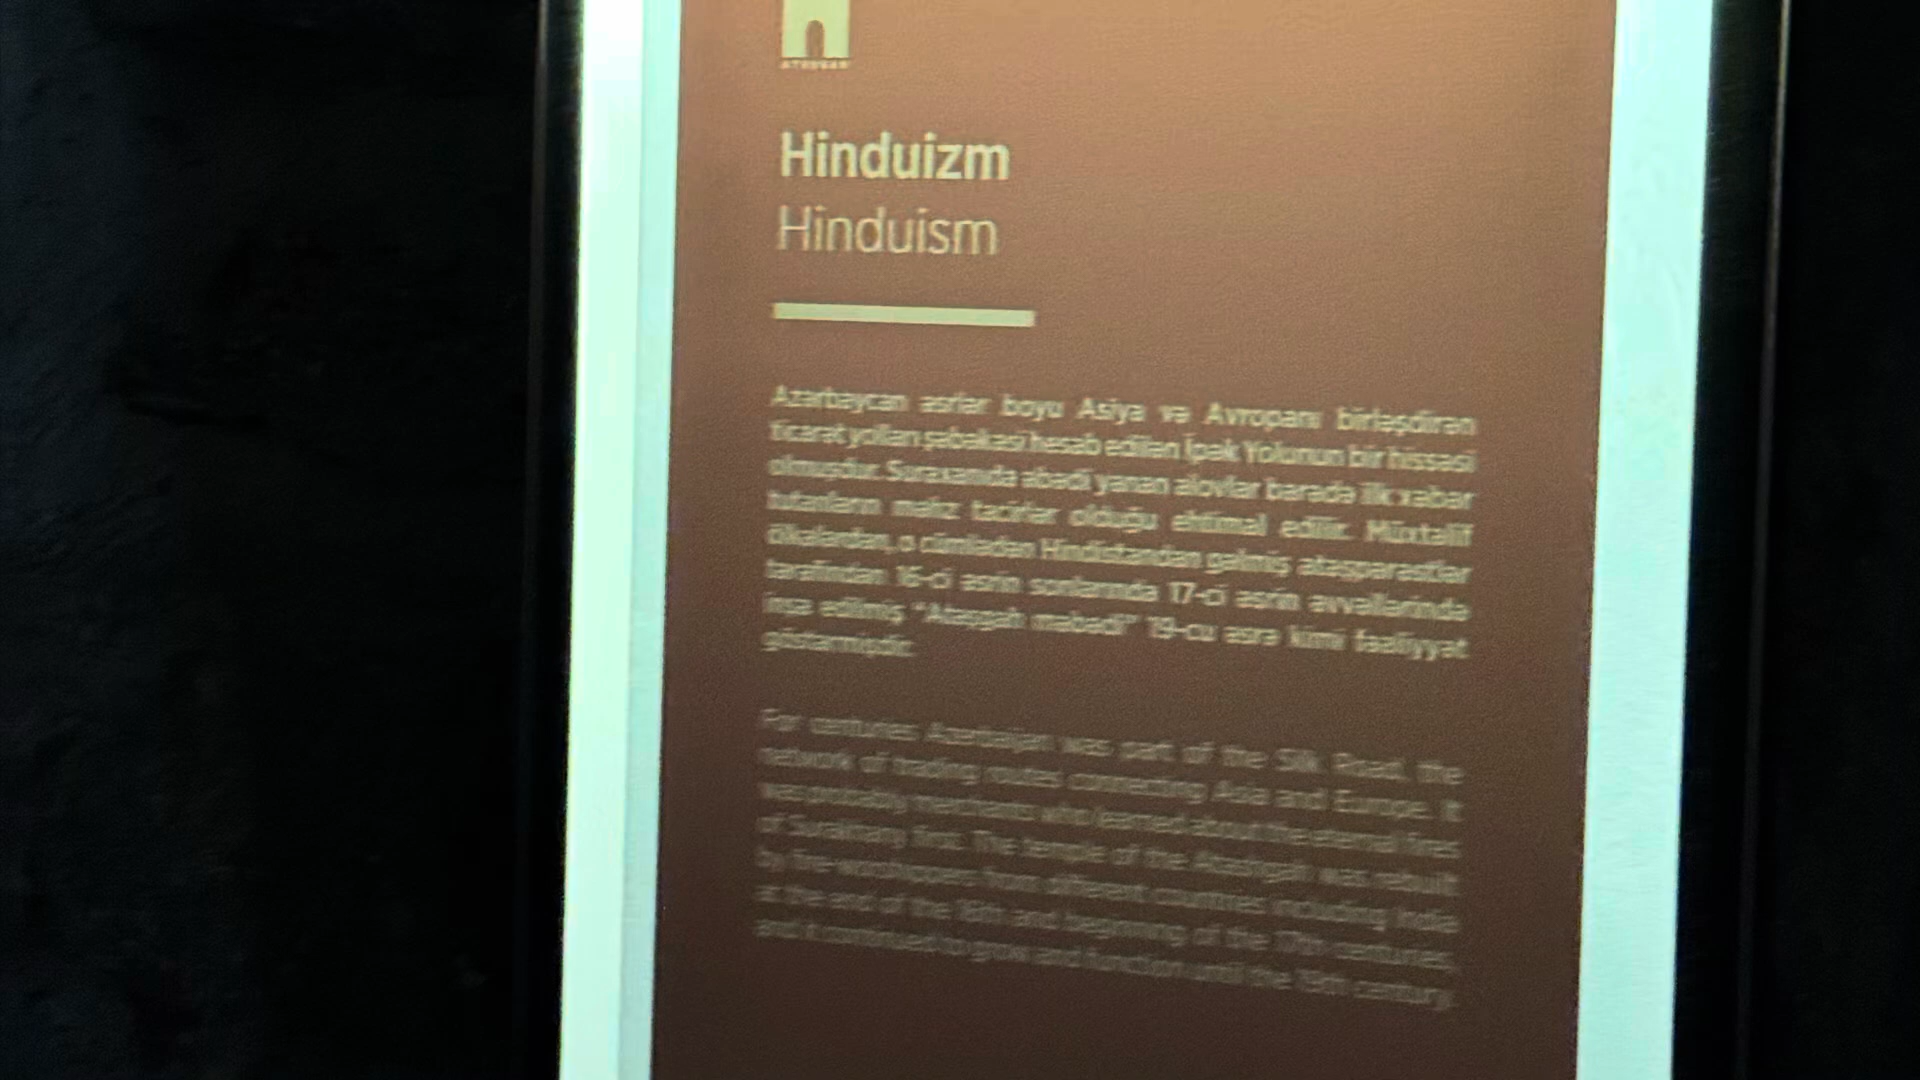 ATƏŞGAH
Hinduizm
Hinduism
Azərbaycan əsrlər boyu Asiya və Avropanı birləşdirən
ticarət yolları şəbəkəsi hesab edilən İpək Yolunun bir hissəsi
olmuşdur. Suraxanıda əbədi yanan alovlar barədə ilk xəbər
tutanların məhz tacirlər olduğu ehtimal edilir. Müxtəlif
ölkələrdən, o cümlədən Hindistandan gəlmiş atəşpərəstlər
tərəfindən 16-cı əsrin sonlarında 17-ci əsrin əvvəllərində
inşa edilmiş "Atəşgah məbədi" 19-cu əsrə kimi fəaliyyət
göstərmişdir.
For centuries Azerbaijan was part of the Silk Road, the
network of trading routes connecting Asia and Europe. It
was probably merchants who learned about the eternal fires
of Surakhany first. The temple of the Atashgah was rebuilt
by fire-worshippers from different countries including India
at the end of the 16th and beginning of the 17th centuries,
and it continued to grow and function until the 19th century.